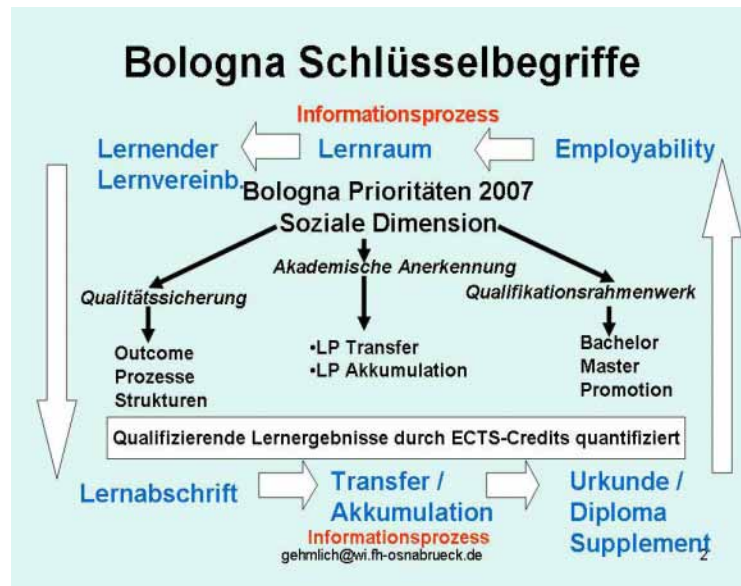 Bologna Schlüsselbegriffe
Informationsprozess
Lernender Lernraum Employability
Lernvereinb.
Bologna Prioritäten 2007
Soziale Dimension
Akademische Anerkennung
Qualitätssicherung
Qualifikationsrahmenwerk
Outcome
Prozesse
Strukturen
•LP Transfer
•LP Akkumulation
Bachelor
Master
Promotion
Qualifizierende Lernergebnisse durch ECTS-Credits quantifiziert
Lernabschrift
Transfer /
Akkumulation
Urkunde /
Diploma
Supplement
Informationsprozess
gehmlich@wi.fh-osnabrueck.de
2